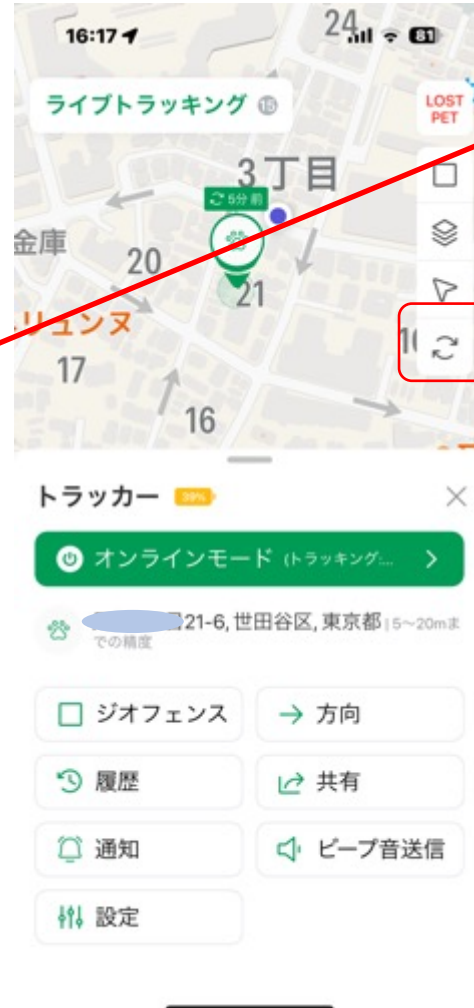 16:17
24
81
ライブトラッキング 15
LOST
PET
3丁目
5分前
金庫
20
21
リュンヌ
17
16
トラッカー 39%
オンラインモード (トラッキング:...
21-6, 世田谷区, 東京都 | 5〜20mま
での精度
ジオフェンス
方向
履歴
共有
通知
ビープ音送信
設定